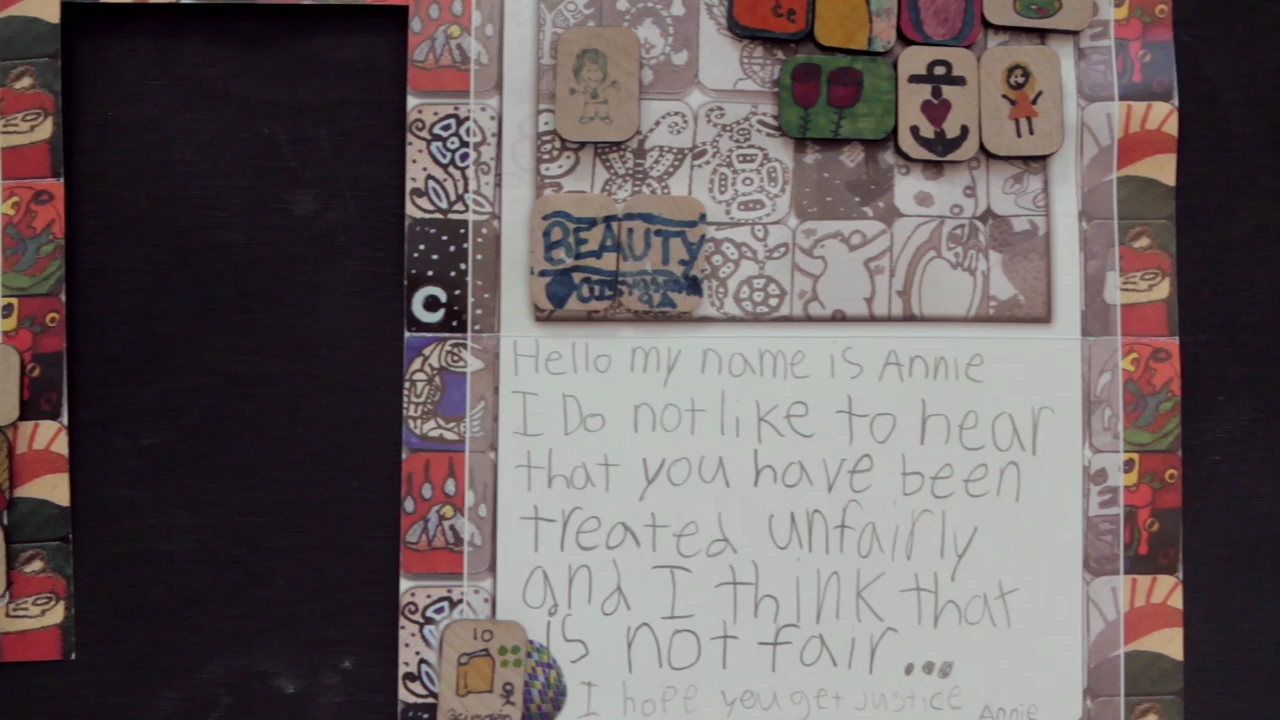 ce
BEAUTY
C
Hello my name is Annie
I Do not like to hear
that you have been
treated unfairly
and I think that
is not fair...
10
I hope you get justice
Annie